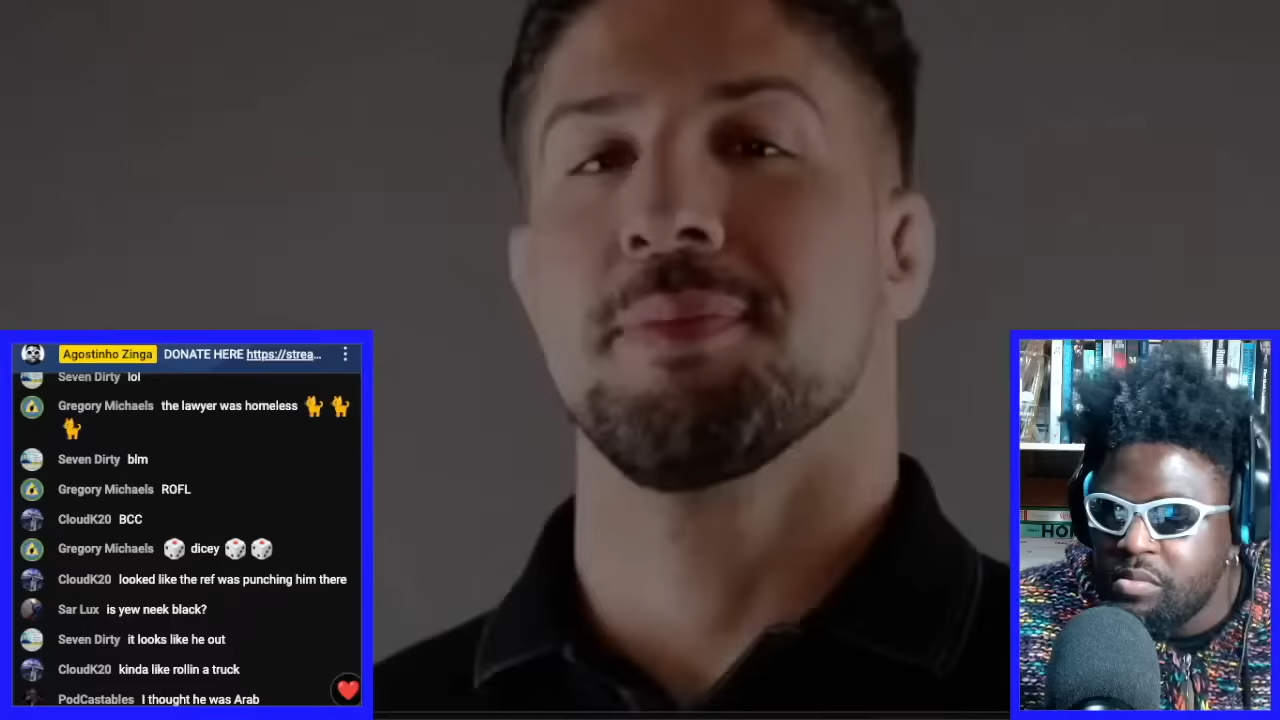 Agostinho Zinga DONATE HERE https://strea...
Seven Dirty lol
Gregory Michaels the lawyer was homeless 🐈 🐈
🐈
Seven Dirty blm
Gregory Michaels ROFL
CloudK20 BCC
Gregory Michaels 🎲 dicey 🎲 🎲
CloudK20 looked like the ref was punching him there
Sar Lux is yew neek black?
Seven Dirty it looks like he out
CloudK20 kinda like rollin a truck
PodCastables I thought he was Arab